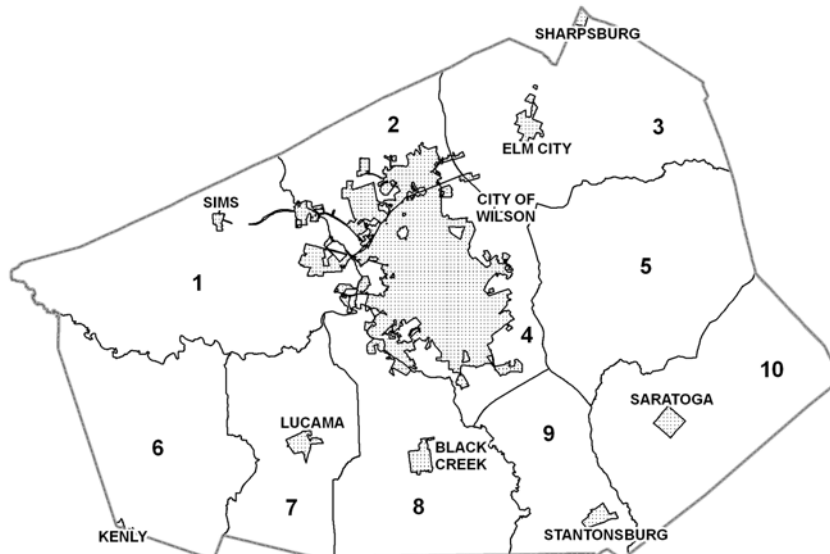 SHARPSBURG
2
3
ELM CITY
SIMS
CITY OF
WILSON
1
5
4
10
SARATOGA
LUCAMA
9
6
BLACK
CREEK
7
8
KENLY
STANTONSBURG